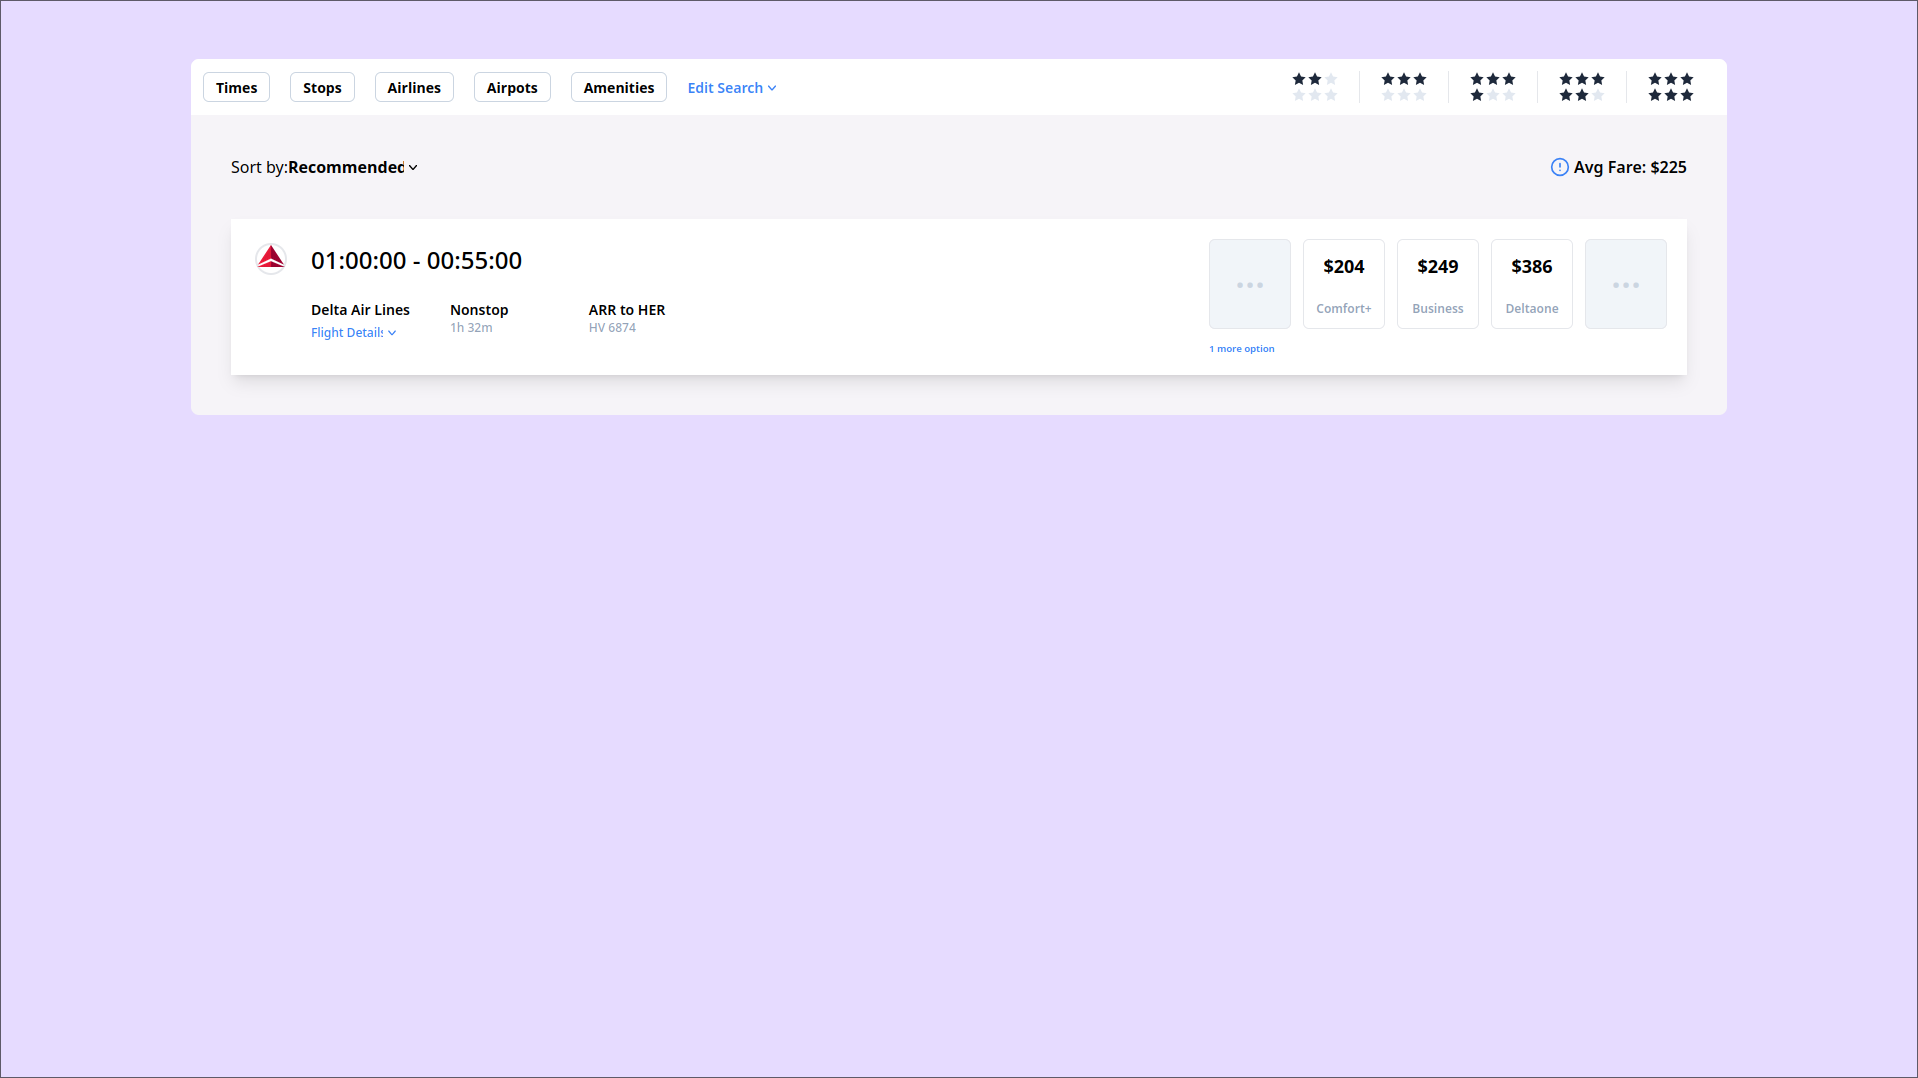 Times Stops Airlines Airpots Amenities Edit Search
Sort by:Recommended
Avg Fare: $225
01:00:00 - 00:55:00
Delta Air Lines
Flight Details
Nonstop
1h 32m
ARR to HER
HV 6874
$204
Comfort+
$249
Business
$386
Deltaone
1 more option